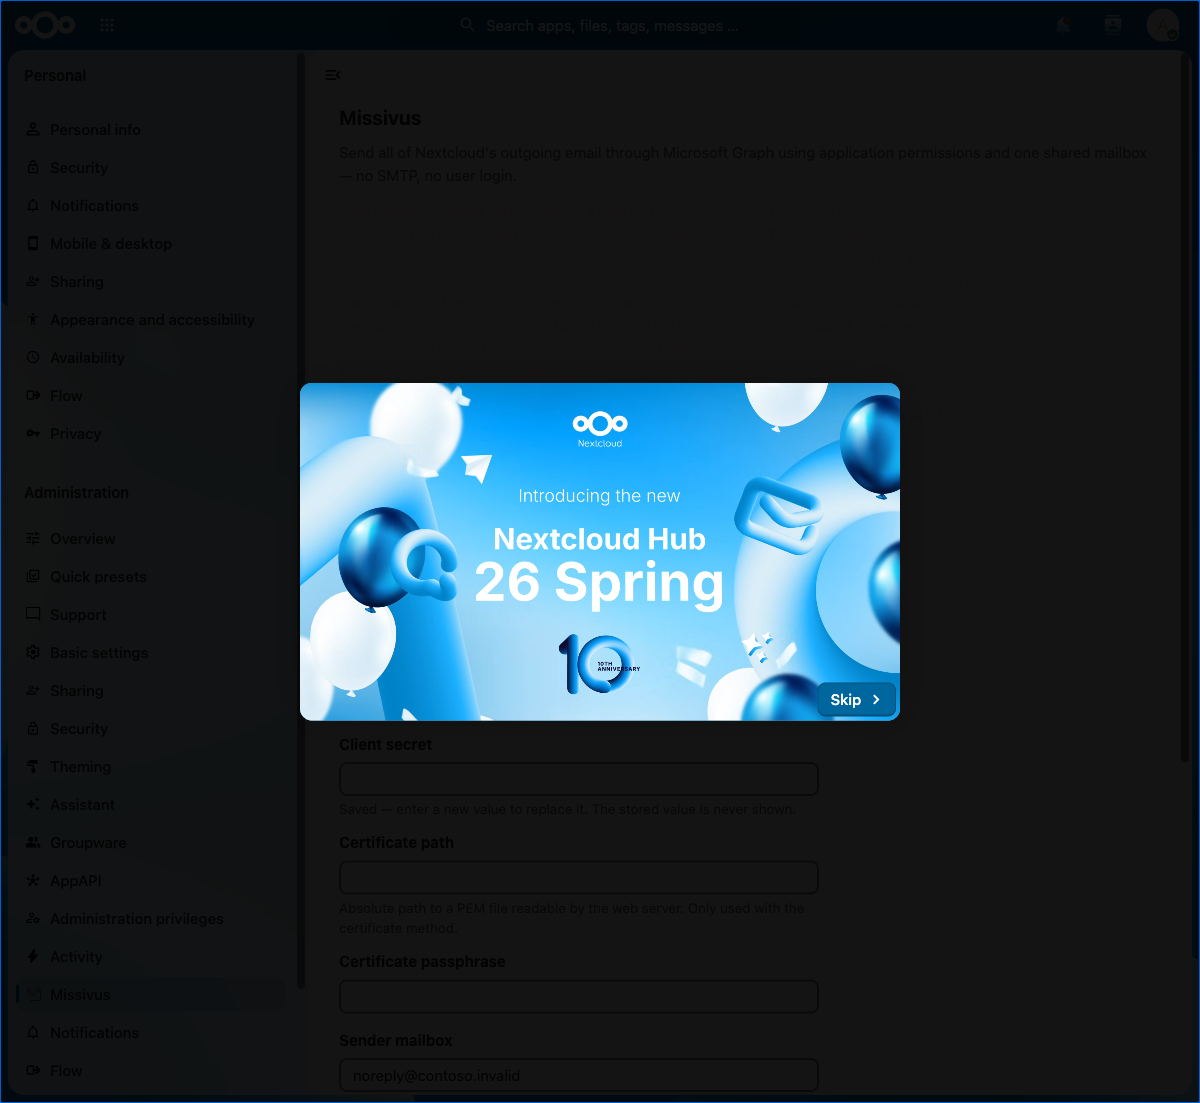 Search apps, files, tags, messages ...
A
Personal
Personal info
Security
Notifications
Mobile & desktop
Sharing
Appearance and accessibility
Availability
Flow
Privacy
Administration
Overview
Quick presets
Support
Basic settings
Sharing
Security
Theming
Assistant
Groupware
AppAPI
Administration privileges
Activity
Missivus
Notifications
Flow
Missivus
Send all of Nextcloud's outgoing email through Microsoft Graph using application permissions and one shared mailbox
— no SMTP, no user login.
Nextcloud
Introducing the new
Nextcloud Hub
26 Spring
10
10TH
ANNIVERSARY
Skip
Client secret
Saved — enter a new value to replace it. The stored value is never shown.
Certificate path
Absolute path to a PEM file readable by the web server. Only used with the
certificate method.
Certificate passphrase
Sender mailbox
noreply@contoso.invalid